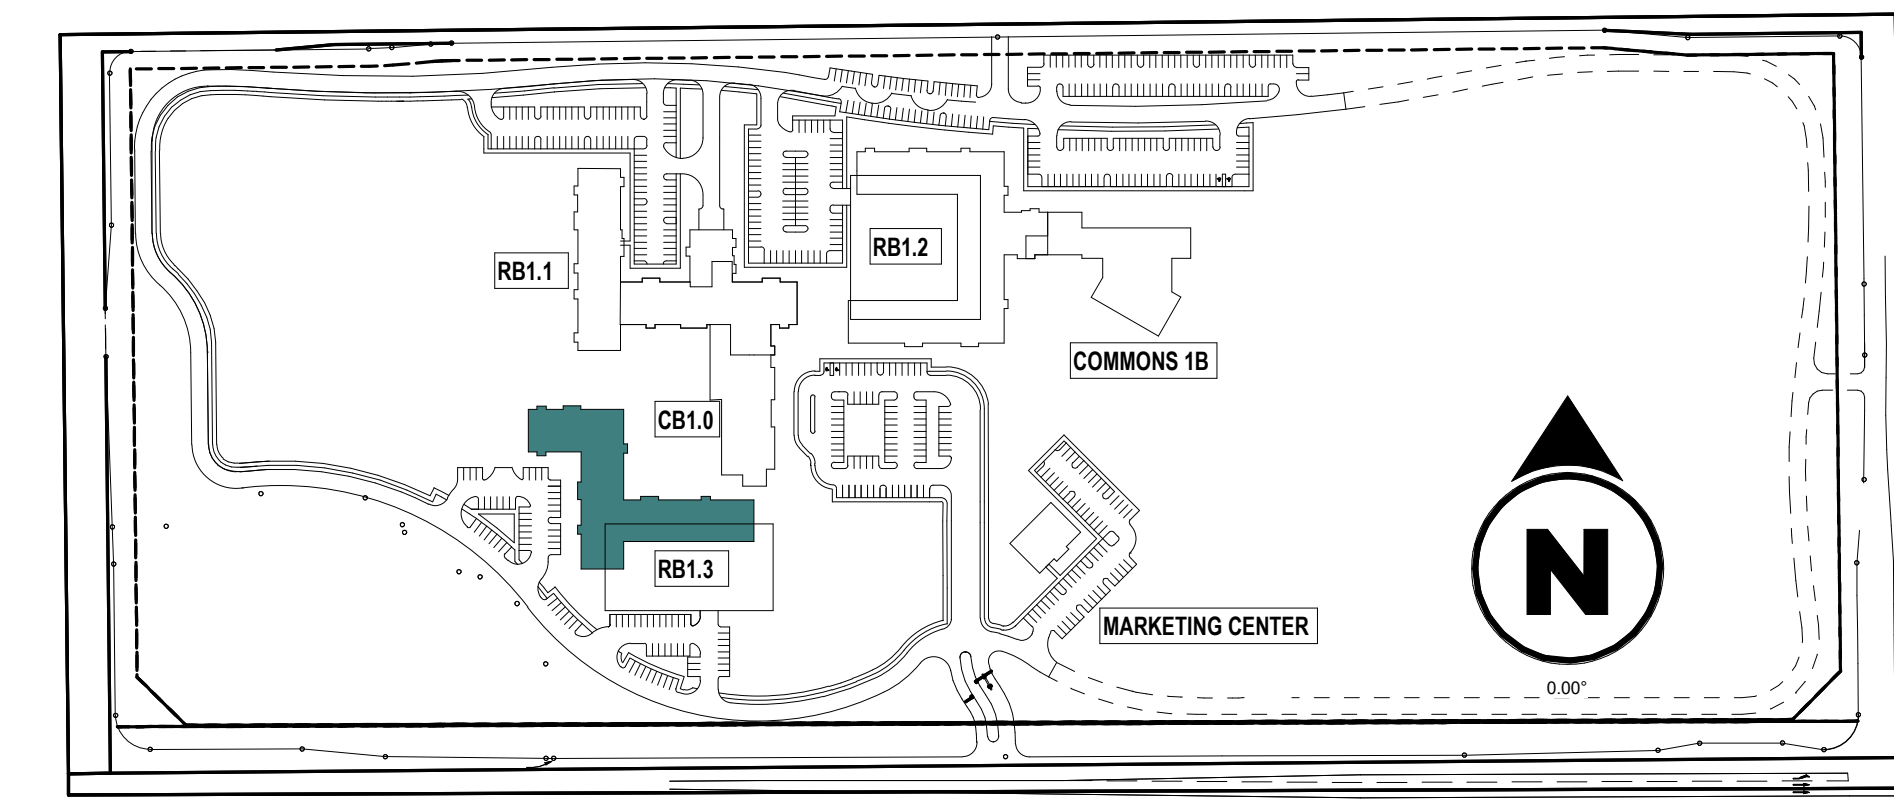 RB1.2
RB1.1
COMMONS 1B
CB1.0
N
RB1.3
MARKETING CENTER
0.00°